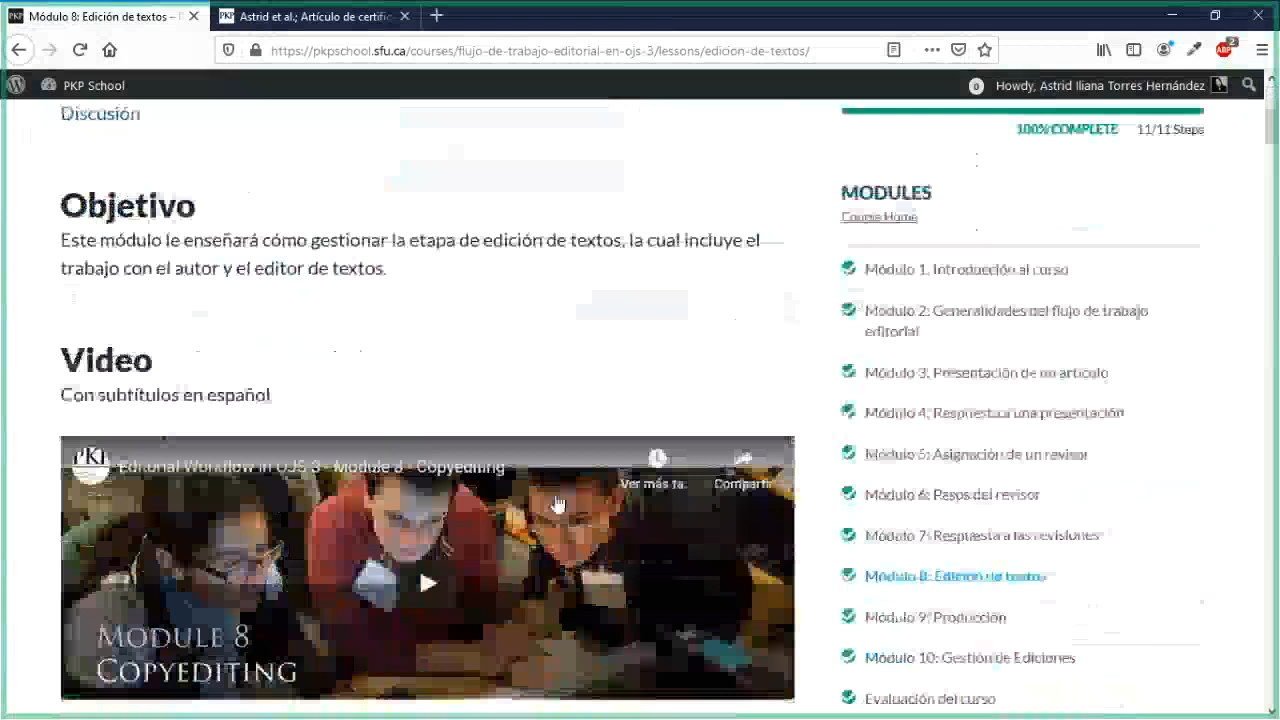 Módulo 8: Edición de textos –
Astrid et al.; Artículo de certific
https://pkpschool.sfu.ca/courses/flujo-de-trabajo-editorial-en-ojs-3/lessons/edicion-de-textos/
ABP
2
PKP School
0
Howdy, Astrid Iliana Torres Hernández
Discusión
Objetivo
Este módulo le enseñará cómo gestionar la etapa de edición de textos, la cual incluye el
trabajo con el autor y el editor de textos.
Video
Con subtítulos en español
PKP
Editorial Workflow in OJS 3 - Module 8 - Copyediting
Ver más ta...
Compartir
MODULE 8
COPYEDITING
100% COMPLETE
11/11 Steps
MODULES
Course Home
Módulo 1. Introducción al curso
Módulo 2: Generalidades del flujo de trabajo
editorial
Módulo 3. Presentación de un artículo
Módulo 4: Respuesta a una presentación
Módulo 5: Asignación de un revisor
Módulo 6: Pasos del revisor
Módulo 7: Respuesta a las revisiones
Módulo 8: Edición de textos
Módulo 9: Producción
Módulo 10: Gestión de Ediciones
Evaluación del curso